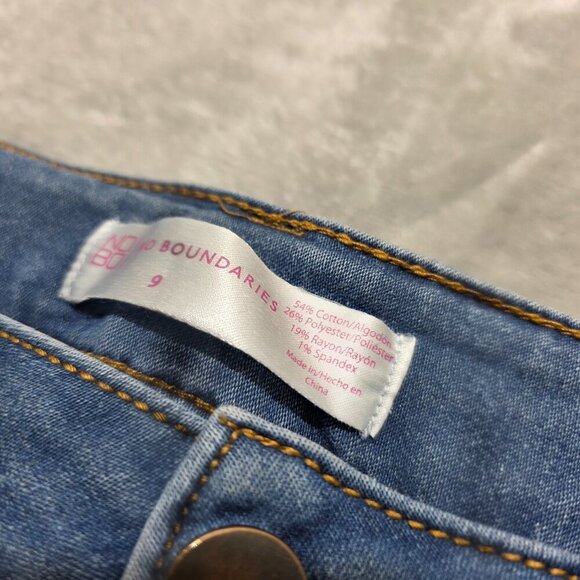 NO
BO
NO BOUNDARIES
9
54% Cotton/Algodón
26% Polyester/Poliéster
19% Rayon/Rayón
1% Spandex
Made in/Hecho en
China